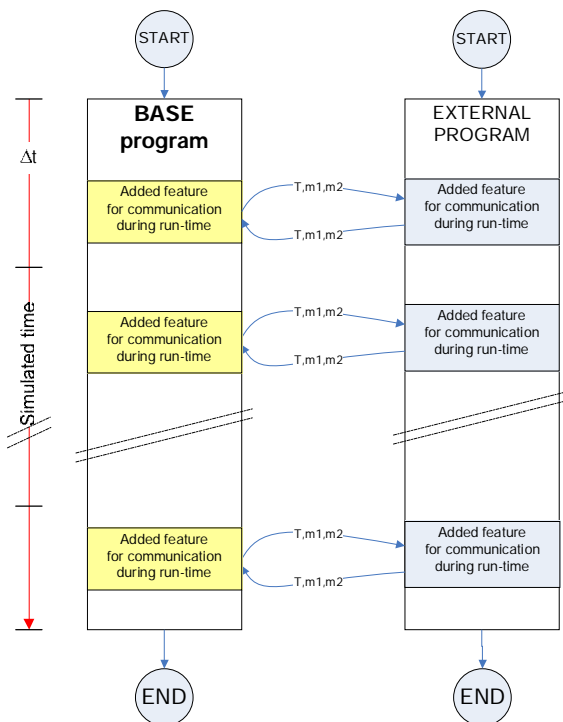 START
START
BASE
program
EXTERNAL
PROGRAM
Δt
Added feature
for communication
during run-time
T,m1,m2
T,m1,m2
Added feature
for communication
during run-time
Simulated time
Added feature
for communication
during run-time
T,m1,m2
T,m1,m2
Added feature
for communication
during run-time
Added feature
for communication
during run-time
T,m1,m2
T,m1,m2
Added feature
for communication
during run-time
END
END